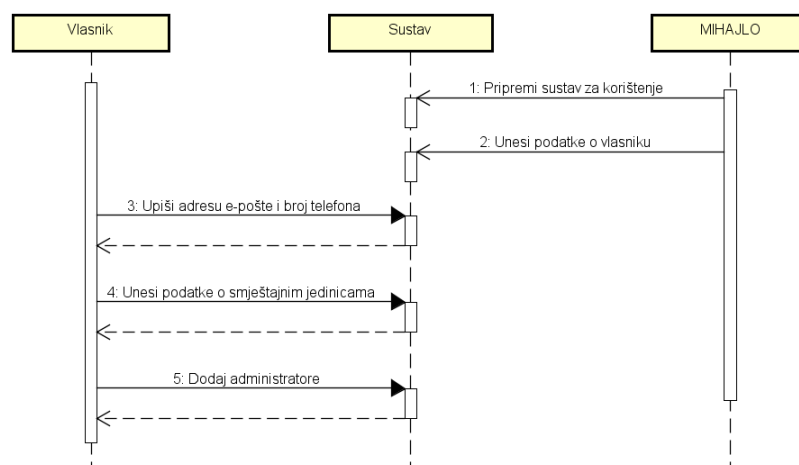 Vlasnik
Sustav
MIHAJLO
1: Pripremi sustav za korištenje
2: Unesi podatke o vlasniku
3: Upiši adresu e-pošte i broj telefona
4: Unesi podatke o smještajnim jedinicama
5: Dodaj administratore